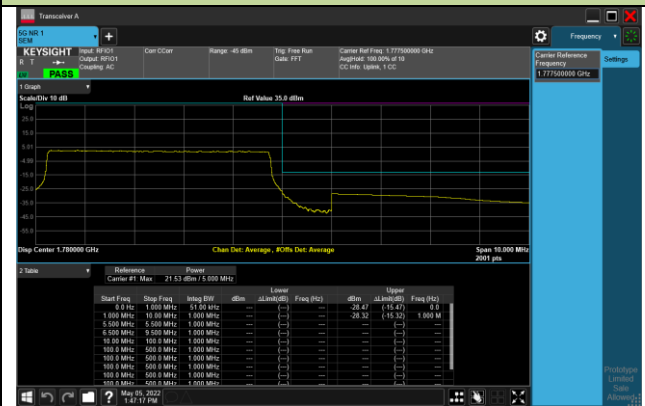 Transceiver A
5G NR 1
SEM
Frequency
KEYSIGHT
R T
PASS
Input: RFIO1
Output: RFIO1
Coupling: AC
Corr CCorr
Range: -45 dBm
Trig: Free Run
Gate: FFT
Carrier Ref Freq: 1.777500000 GHz
Avg|Hold: 100.00% of 10
CC Info: Uplink, 1 CC
Carrier Reference
Frequency
1.777500000 GHz
Settings
1 Graph
Scale/Div 10 dB
Ref Value 35.0 dBm
Log
25.0
15.0
5.01
-4.99
-15.0
-25.0
-35.0
-45.0
-55.0
Disp Center 1.780000 GHz
Chan Det: Average, #Offs Det: Average
Span 10.000 MHz
2001 pts
2 Table
Reference Power
Carrier #1 Max 21.53 dBm / 5.000 MHz
Lower Upper
Start Freq Stop Freq Integ BW dBm ΔLimit(dB) Freq (Hz) dBm ΔLimit(dB) Freq (Hz)
0.0 Hz 1.000 MHz 51.00 kHz --- (---) --- -28.47 (-15.47) 0.0
1.000 MHz 10.00 MHz 1.000 MHz --- (---) --- -28.32 (-15.32) 1.000 M
5.500 MHz 5.500 MHz 1.000 MHz --- (---) --- --- (---) ---
6.500 MHz 9.500 MHz 1.000 MHz --- (---) --- --- (---) ---
10.00 MHz 100.0 MHz 1.000 MHz --- (---) --- --- (---) ---
100.0 MHz 500.0 MHz 1.000 MHz --- (---) --- --- (---) ---
100.0 MHz 500.0 MHz 1.000 MHz --- (---) --- --- (---) ---
100.0 MHz 500.0 MHz 1.000 MHz --- (---) --- --- (---) ---
100.0 MHz 500.0 MHz 1.000 MHz --- (---) --- --- (---) ---
100.0 MHz 500.0 MHz 1.000 MHz --- (---) --- --- (---) ---
May 05, 2022
1:47:17 PM
Prototype
Limited
Sale
Allowed